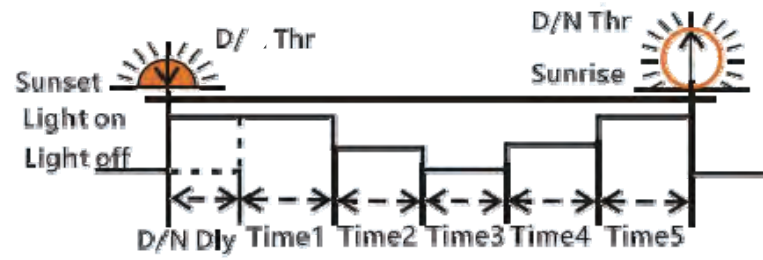 D/ Thr
D/N Thr
Sunset
Sunrise
Light on
Light off
D/N Dly Time1 Time2 Time3 Time4 Time5